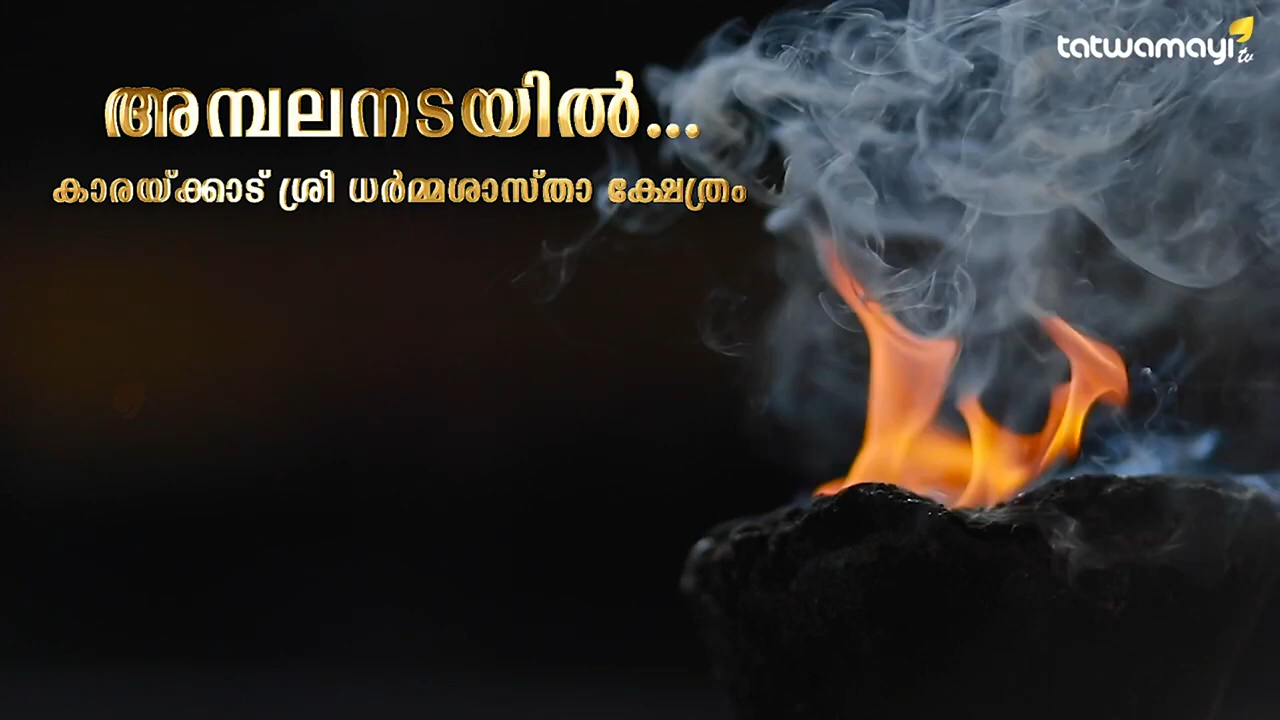 tatwamayi tv
അമ്പലനടയിൽ...
കാരയ്ക്കാട് ശ്രീ ധർമ്മശാസ്താ ക്ഷേത്രം